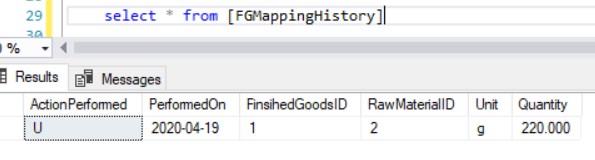 29 select * from [FGMappingHistory]
30
0 %
Results Messages
ActionPerformed PerformedOn FinsihedGoodsID RawMaterialID Unit Quantity
U 2020-04-19 1 2 g 220.000